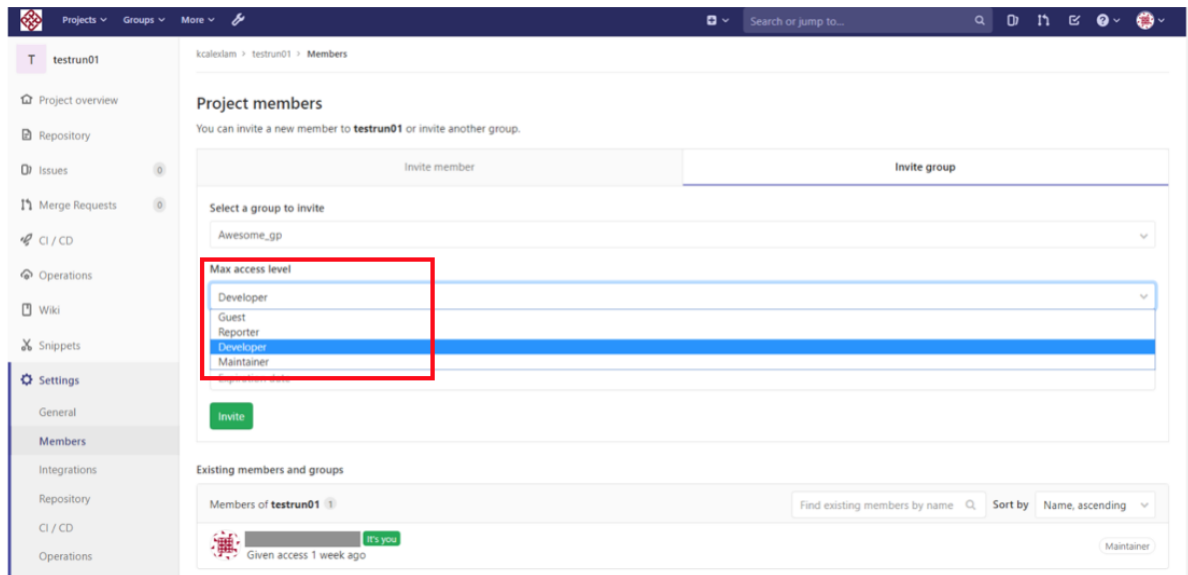 Projects Groups More Search or jump to...
T testrun01
kcalexlam > testrun01 > Members
Project overview
Repository
Issues 0
Merge Requests 0
CI / CD
Operations
Wiki
Snippets
Settings
General
Members
Integrations
Repository
CI / CD
Operations
Project members
You can invite a new member to testrun01 or invite another group.
Invite member Invite group
Select a group to invite
Awesome_gp
Max access level
Developer
Guest
Reporter
Developer
Maintainer
Expiration date
Invite
Existing members and groups
Members of testrun01 1 Find existing members by name Sort by Name, ascending
It's you
Given access 1 week ago
Maintainer